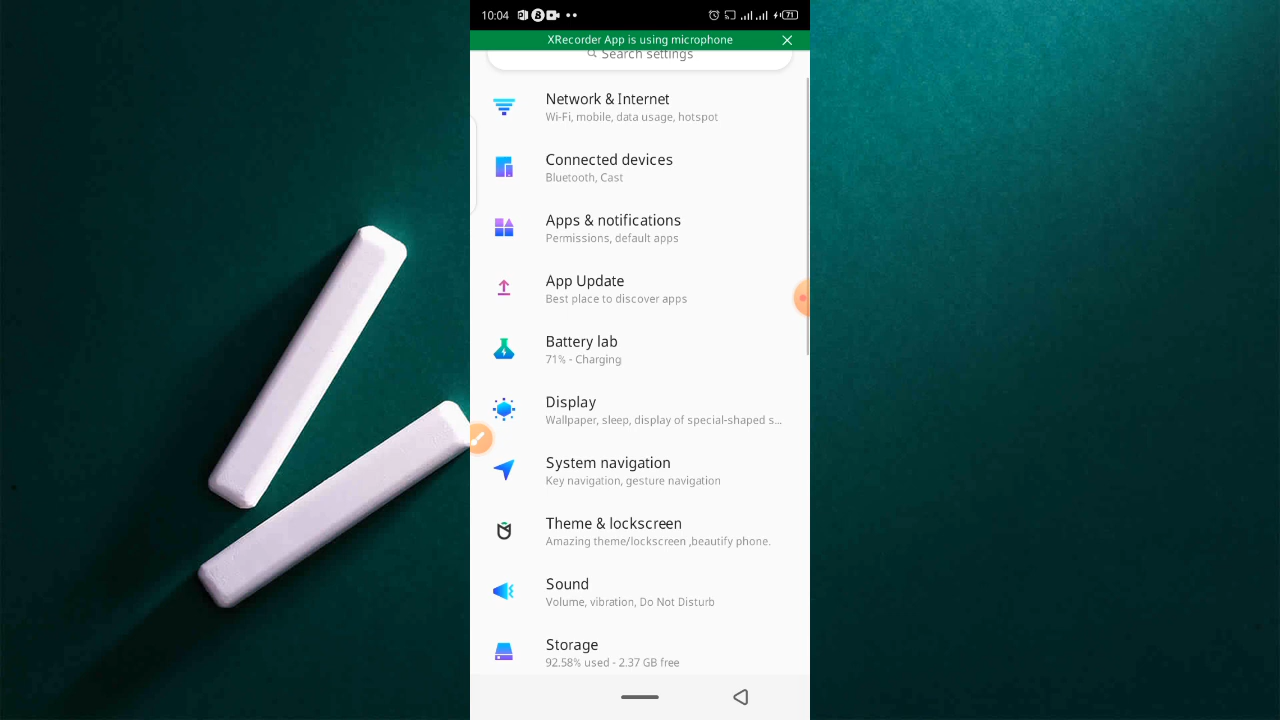 10:04
71
XRecorder App is using microphone
Search settings
Network & Internet
Wi-Fi, mobile, data usage, hotspot
Connected devices
Bluetooth, Cast
Apps & notifications
Permissions, default apps
App Update
Best place to discover apps
Battery lab
71% - Charging
Display
Wallpaper, sleep, display of special-shaped s...
System navigation
Key navigation, gesture navigation
Theme & lockscreen
Amazing theme/lockscreen ,beautify phone.
Sound
Volume, vibration, Do Not Disturb
Storage
92.58% used - 2.37 GB free